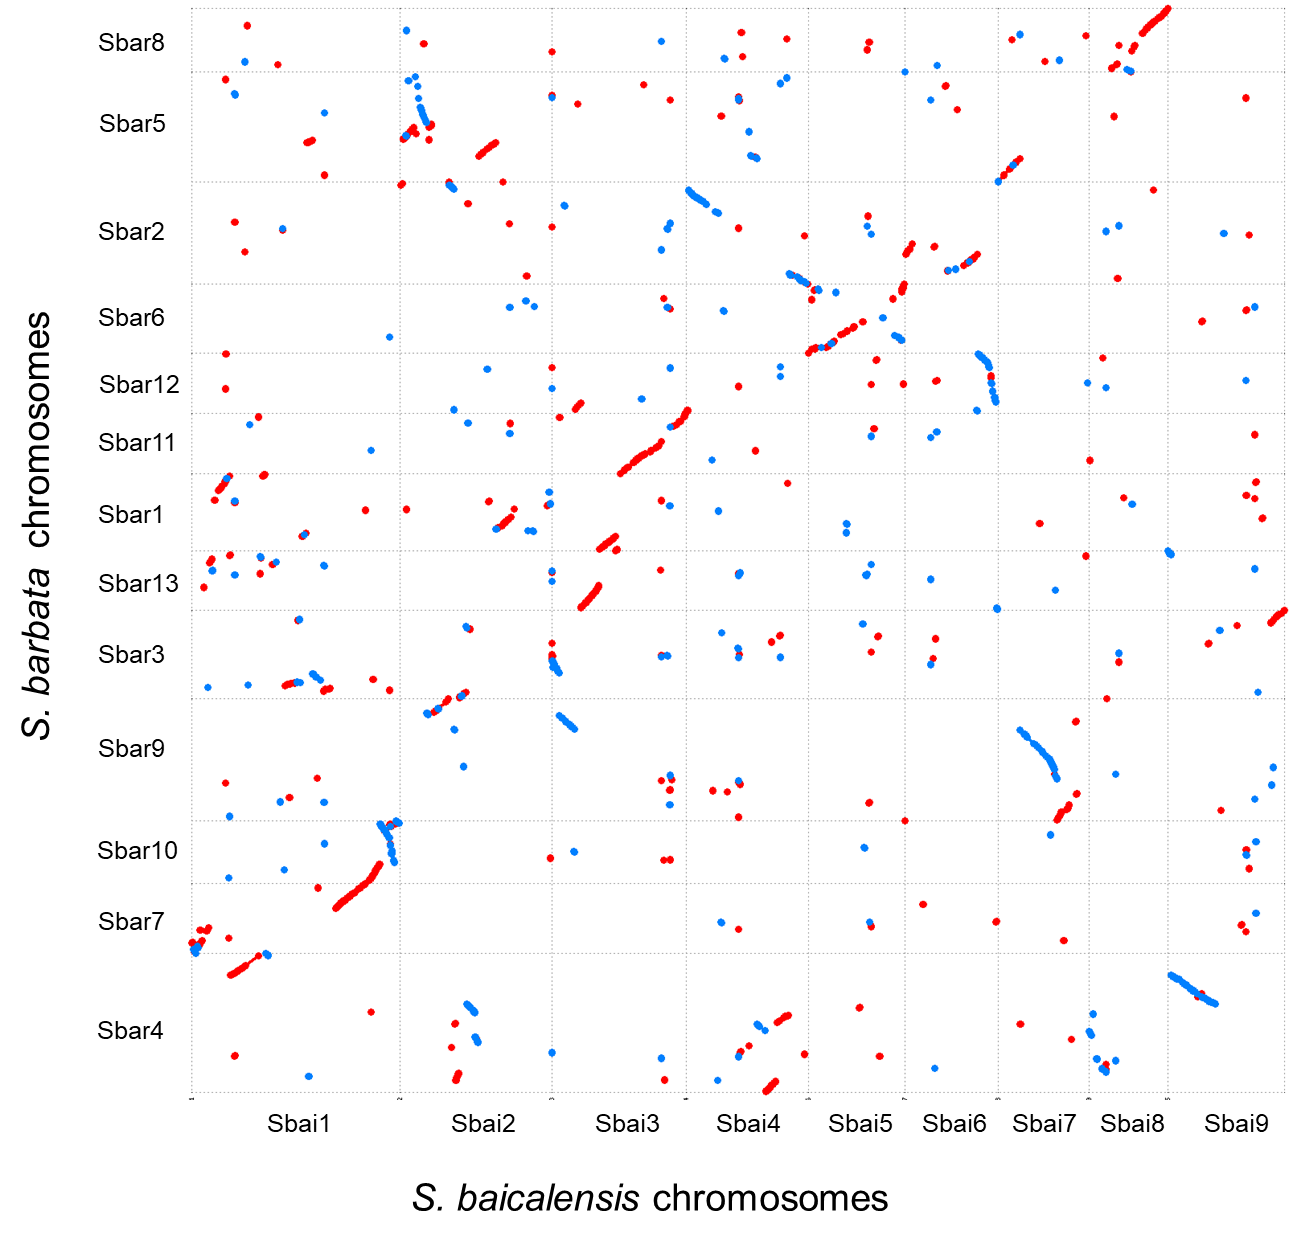 Sbar8
Sbar5
Sbar2
Sbar6
Sbar12
Sbar11
Sbar1
Sbar13
Sbar3
Sbar9
Sbar10
Sbar7
Sbar4
S. barbata chromosomes
Sbai1 Sbai2 Sbai3 Sbai4 Sbai5 Sbai6 Sbai7 Sbai8 Sbai9
S. baicalensis chromosomes